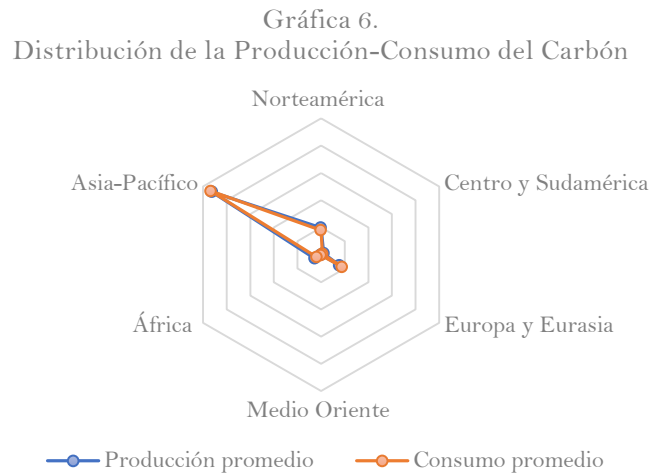 Gráfica 6.
Distribución de la Producción-Consumo del Carbón
Norteamérica
Asia-Pacífico
Centro y Sudamérica
África
Europa y Eurasia
Medio Oriente
Producción promedio
Consumo promedio